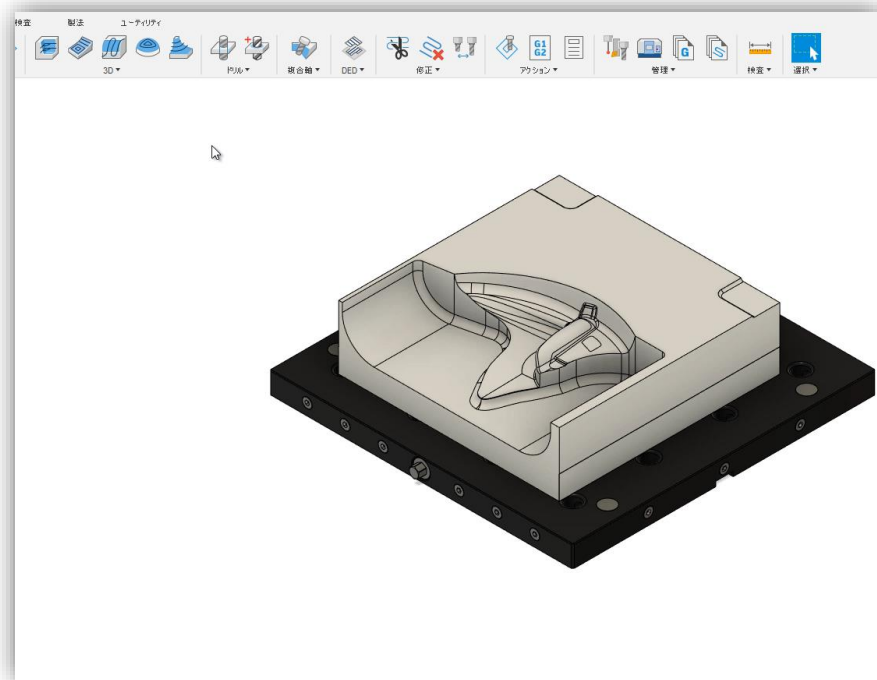 検査 製法 ユーティリティ
3D ▾ ドリル ▾ 複合軸 ▾ DED ▾ 修正 ▾ アクション ▾ 管理 ▾ 検査 ▾ 選択 ▾
G1
G2
G